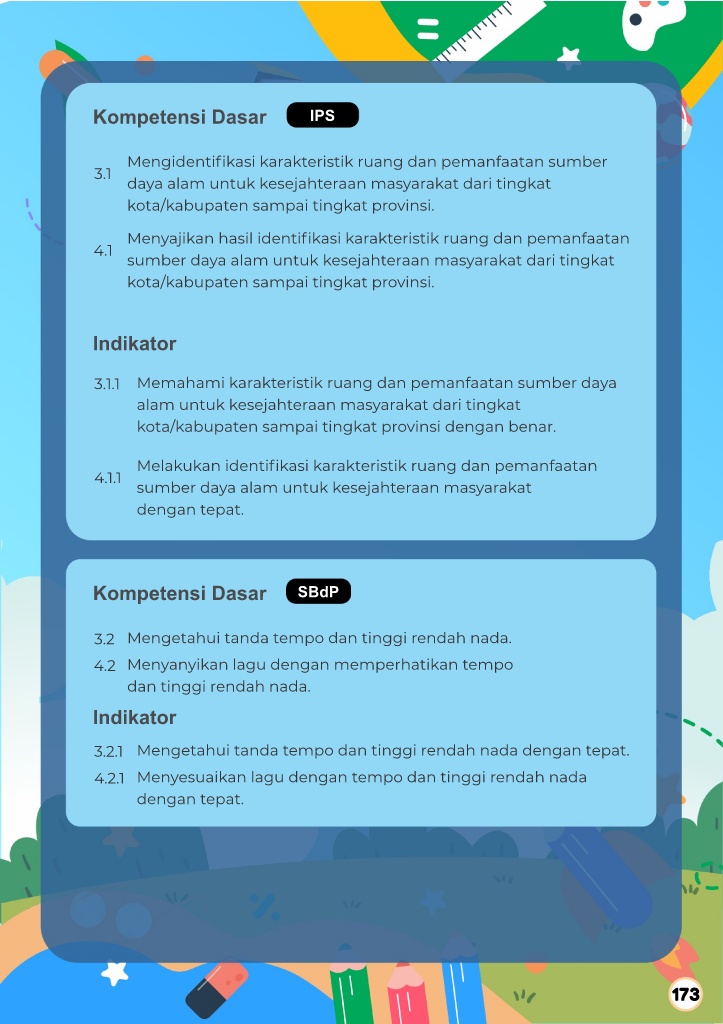 Kompetensi Dasar IPS
3.1 Mengidentifikasi karakteristik ruang dan pemanfaatan sumber
daya alam untuk kesejahteraan masyarakat dari tingkat
kota/kabupaten sampai tingkat provinsi.
4.1 Menyajikan hasil identifikasi karakteristik ruang dan pemanfaatan
sumber daya alam untuk kesejahteraan masyarakat dari tingkat
kota/kabupaten sampai tingkat provinsi.
Indikator
3.1.1 Memahami karakteristik ruang dan pemanfaatan sumber daya
alam untuk kesejahteraan masyarakat dari tingkat
kota/kabupaten sampai tingkat provinsi dengan benar.
4.1.1 Melakukan identifikasi karakteristik ruang dan pemanfaatan
sumber daya alam untuk kesejahteraan masyarakat
dengan tepat.
Kompetensi Dasar SBdP
3.2 Mengetahui tanda tempo dan tinggi rendah nada.
4.2 Menyanyikan lagu dengan memperhatikan tempo
dan tinggi rendah nada.
Indikator
3.2.1 Mengetahui tanda tempo dan tinggi rendah nada dengan tepat.
4.2.1 Menyesuaikan lagu dengan tempo dan tinggi rendah nada
dengan tepat.
173